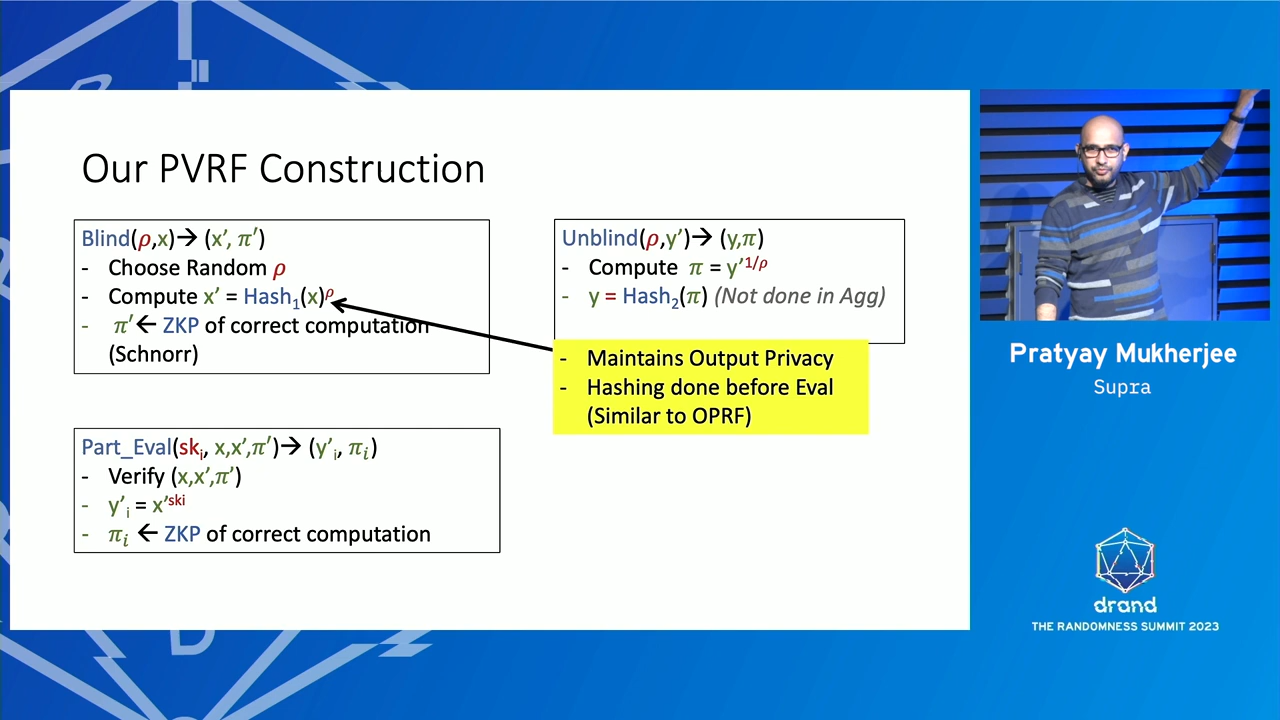 Our PVRF Construction
Blind(ρ,x)→ (x’, π′)
- Choose Random ρ
- Compute x’ = Hash₁(x)^ρ
- π′← ZKP of correct computation
(Schnorr)
Unblind(ρ,y’)→ (y,π)
- Compute π = y’^1/ρ
- y = Hash₂(π) (Not done in Agg)
- Maintains Output Privacy
- Hashing done before Eval
(Similar to OPRF)
Part_Eval(skᵢ, x,x’,π′)→ (y’ᵢ, πᵢ)
- Verify (x,x’,π′)
- y’ᵢ = x’^ski
- πᵢ ← ZKP of correct computation
Pratyay Mukherjee
Supra
drand
THE RANDOMNESS SUMMIT 2023